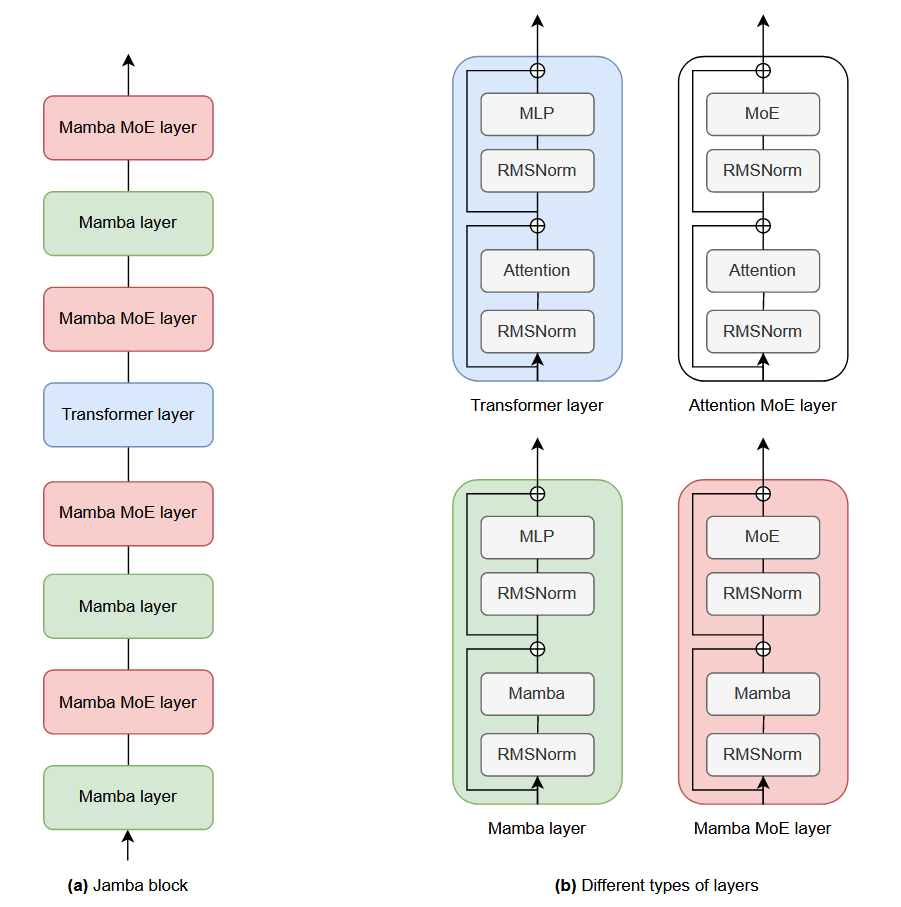 Mamba MoE layer
Mamba layer
Mamba MoE layer
Transformer layer
Mamba MoE layer
Mamba layer
Mamba MoE layer
Mamba layer
(a) Jamba block
MLP
RMSNorm
Attention
RMSNorm
Transformer layer
MoE
RMSNorm
Attention
RMSNorm
Attention MoE layer
MLP
RMSNorm
Mamba
RMSNorm
Mamba layer
MoE
RMSNorm
Mamba
RMSNorm
Mamba MoE layer
(b) Different types of layers